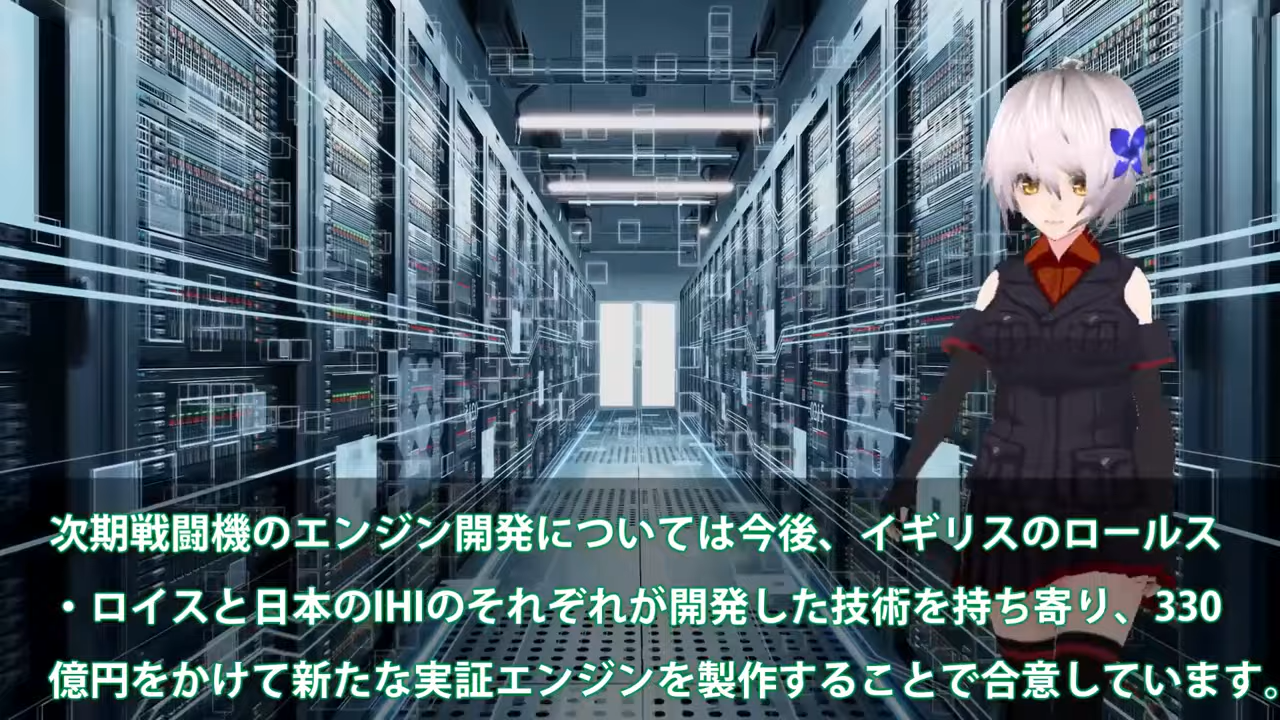 次期戦闘機のエンジン開発については今後、イギリスのロールス
・ロイスと日本のIHIのそれぞれが開発した技術を持ち寄り、330
億円をかけて新たな実証エンジンを製作することで合意しています。